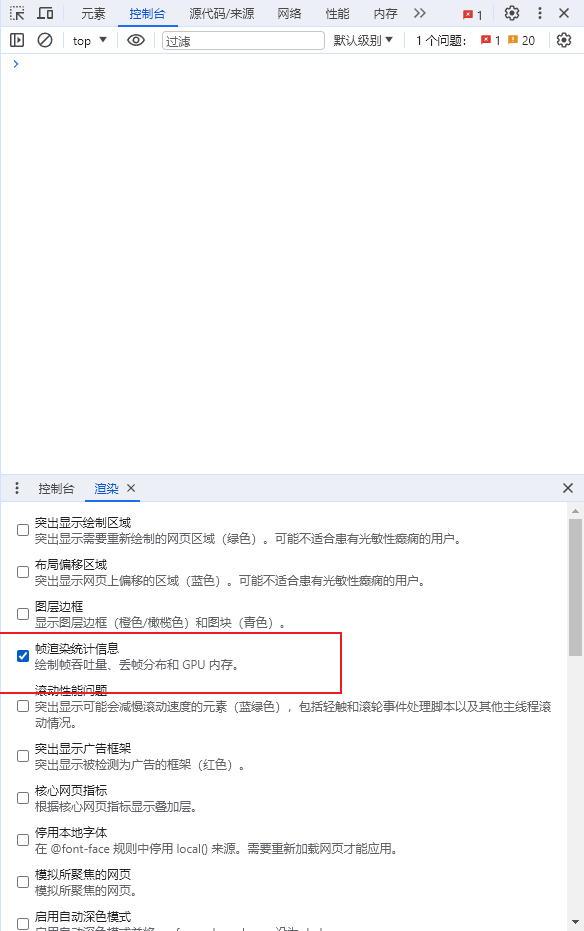 元素 控制台 源代码/来源 网络 性能 内存 1
top 过滤 默认级别 1 个问题: 1 20
控制台 渲染
突出显示绘制区域
突出显示需要重新绘制的网页区域（绿色）。可能不适合患有光敏性癫痫的用户。
布局偏移区域
突出显示网页上偏移的区域（蓝色）。可能不适合患有光敏性癫痫的用户。
图层边框
显示图层边框（橙色/橄榄色）和图块（青色）。
帧渲染统计信息
绘制帧吞吐量、丢帧分布和 GPU 内存。
滚动性能问题
突出显示可能会减慢滚动速度的元素（蓝绿色），包括轻触和滚轮事件处理脚本以及其他主线程滚
动情况。
突出显示广告框架
突出显示被检测为广告的框架（红色）。
核心网页指标
根据核心网页指标显示叠加层。
停用本地字体
在 @font-face 规则中停用 local() 来源。需要重新加载网页才能应用。
模拟所聚焦的网页
模拟所聚焦的网页。
启用自动深色模式